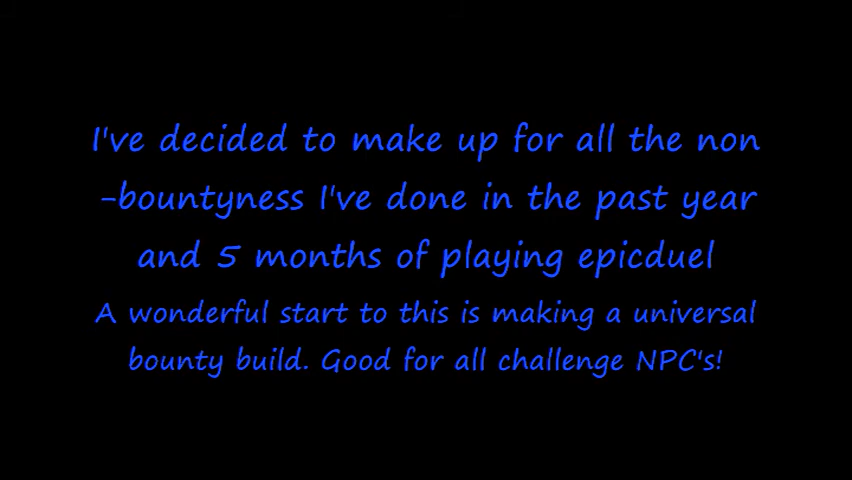 I've decided to make up for all the non
-bountyness I've done in the past year
and 5 months of playing epicduel
A wonderful start to this is making a universal
bounty build. Good for all challenge NPC's!